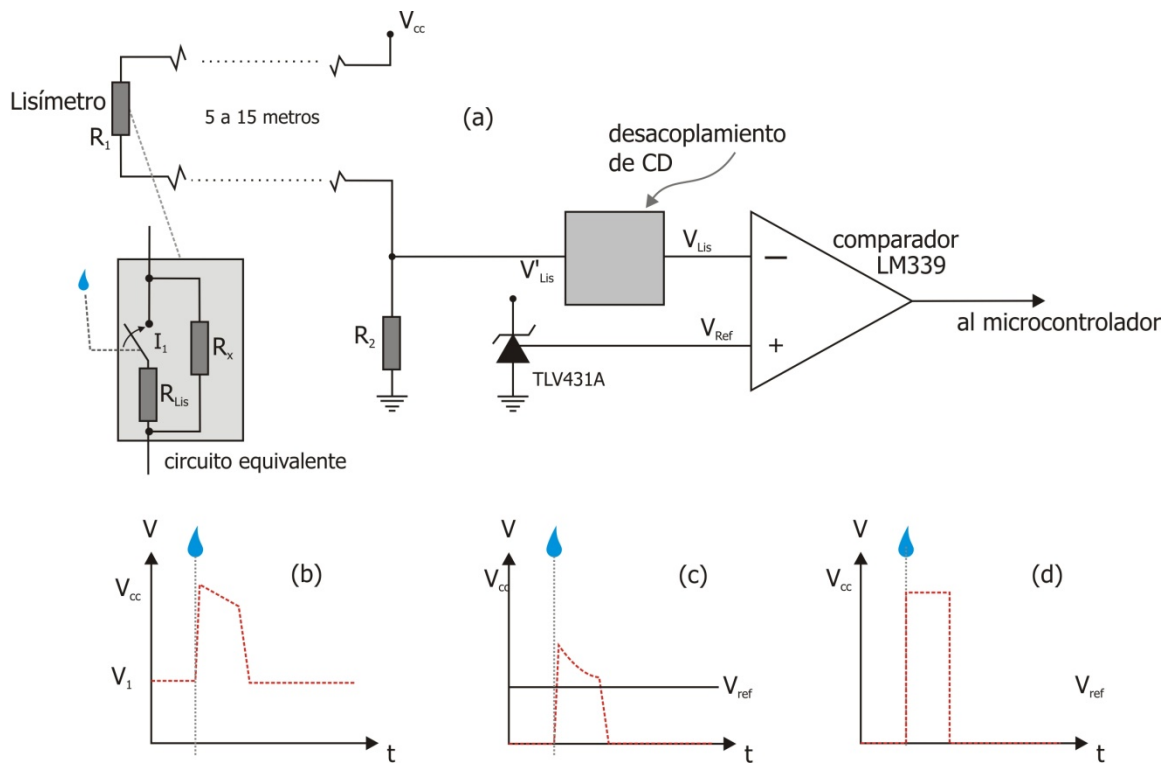 Vcc
Lisímetro
R1
5 a 15 metros
(a)
desacoplamiento
de CD
V'Lis
VLis
comparador
LM339
al microcontrolador
I1
Rx
RLis
R2
VRef
TLV431A
circuito equivalente
V
(b)
Vcc
V1
t
V
(c)
Vcc
Vref
t
V
(d)
Vcc
Vref
t